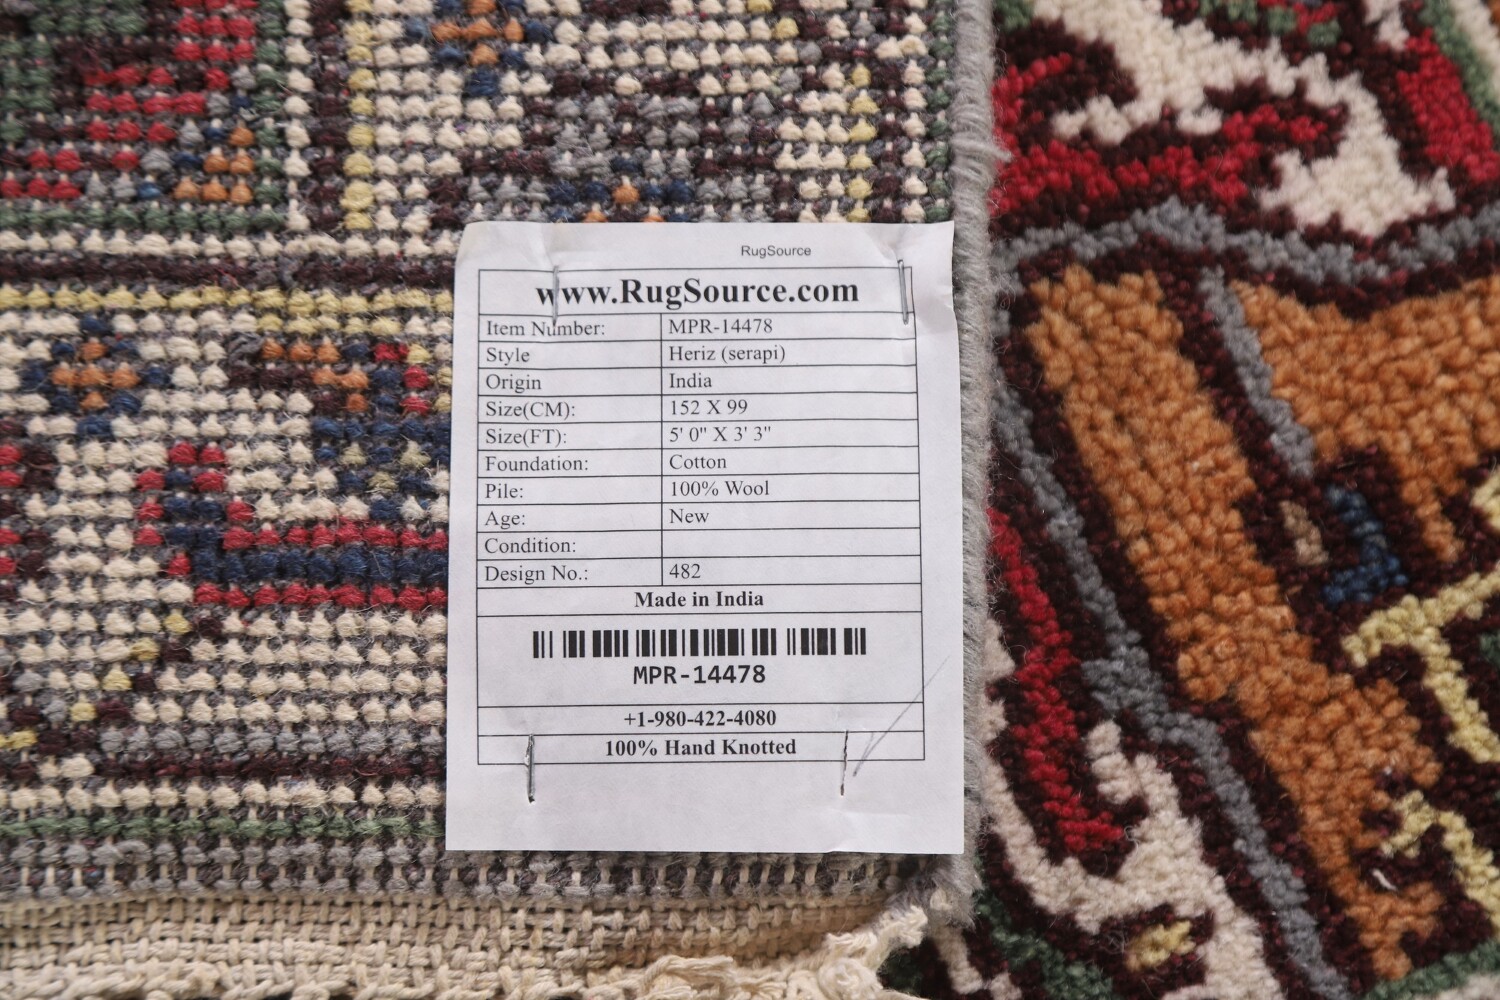 RugSource
www.RugSource.com
Item Number: MPR-14478
Style Heriz (serapi)
Origin India
Size(CM): 152 X 99
Size(FT): 5' 0" X 3' 3"
Foundation: Cotton
Pile: 100% Wool
Age: New
Condition:
Design No.: 482
Made in India
MPR-14478
+1-980-422-4080
100% Hand Knotted